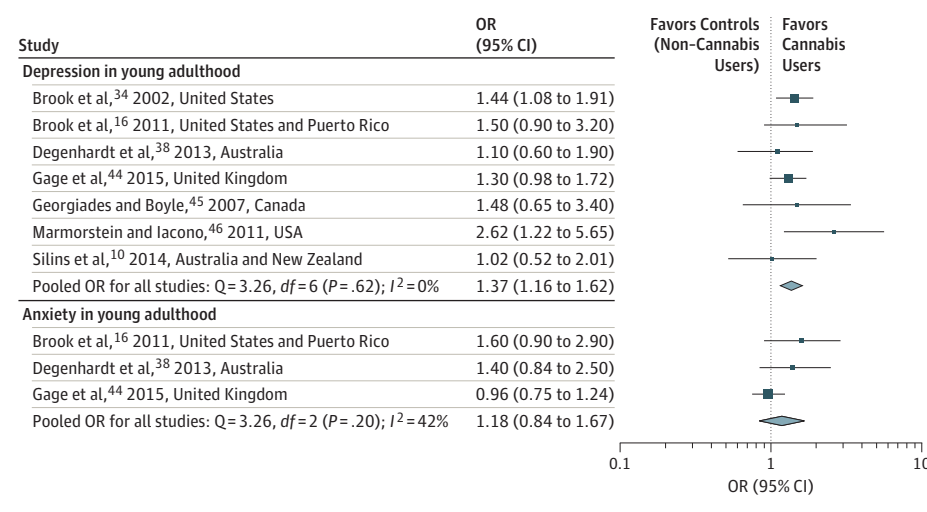 Study OR (95% CI)
Favors Controls (Non-Cannabis Users)
Favors Cannabis Users
Depression in young adulthood
Brook et al,34 2002, United States 1.44 (1.08 to 1.91)
Brook et al,16 2011, United States and Puerto Rico 1.50 (0.90 to 3.20)
Degenhardt et al,38 2013, Australia 1.10 (0.60 to 1.90)
Gage et al,44 2015, United Kingdom 1.30 (0.98 to 1.72)
Georgiades and Boyle,45 2007, Canada 1.48 (0.65 to 3.40)
Marmorstein and Iacono,46 2011, USA 2.62 (1.22 to 5.65)
Silins et al,10 2014, Australia and New Zealand 1.02 (0.52 to 2.01)
Pooled OR for all studies: Q=3.26, df=6 (P=.62); I2=0% 1.37 (1.16 to 1.62)
Anxiety in young adulthood
Brook et al,16 2011, United States and Puerto Rico 1.60 (0.90 to 2.90)
Degenhardt et al,38 2013, Australia 1.40 (0.84 to 2.50)
Gage et al,44 2015, United Kingdom 0.96 (0.75 to 1.24)
Pooled OR for all studies: Q=3.26, df=2 (P=.20); I2=42% 1.18 (0.84 to 1.67)
0.1 1 10
OR (95% CI)